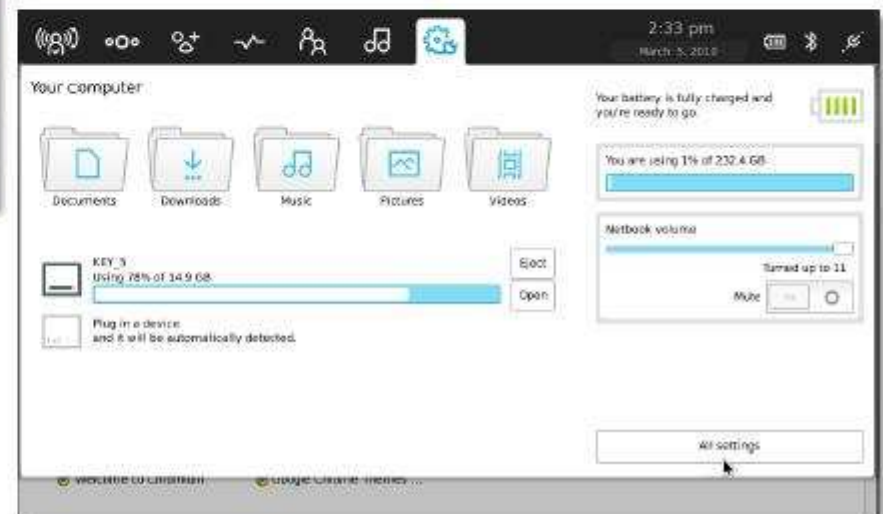 2:33 pm
March 5, 2010
Your computer
Documents
Downloads
Music
Pictures
Videos
KEY_5
Using 78% of 14.9 GB
Eject
Open
Plug in a device
and it will be automatically detected.
Your battery is fully charged and
you're ready to go.
You are using 1% of 232.4 GB
Netbook volume
Turned up to 11
Mute
All settings
Welcome to Chromium
Google Chrome Themes ...